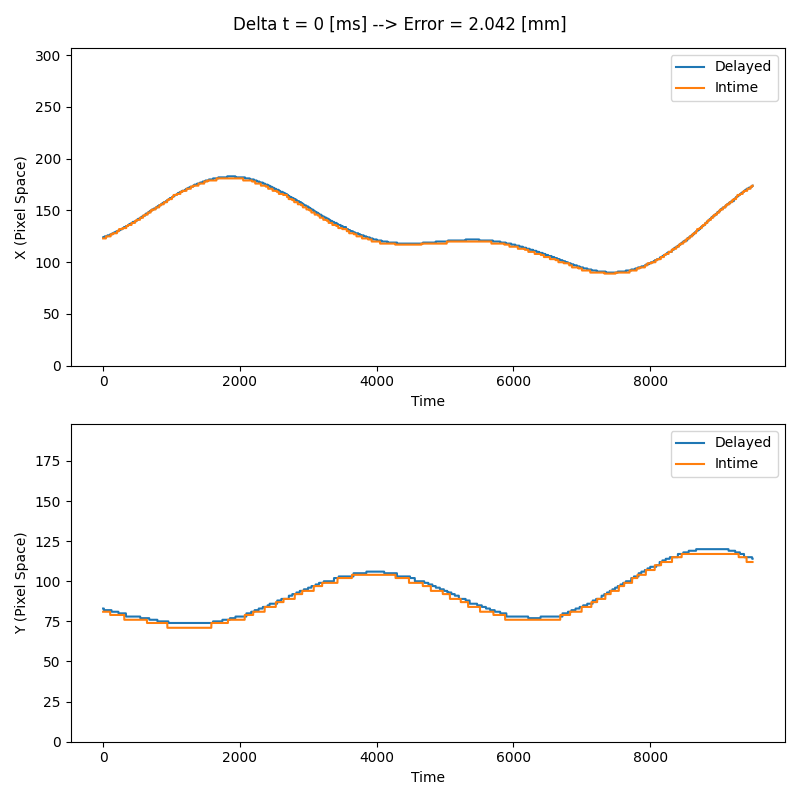 Delta t = 0 [ms] --> Error = 2.042 [mm]
300
250
200
150
100
50
0
X (Pixel Space)
Delayed
Intime
0 2000 4000 6000 8000
Time
175
150
125
100
75
50
25
0
Y (Pixel Space)
Delayed
Intime
0 2000 4000 6000 8000
Time